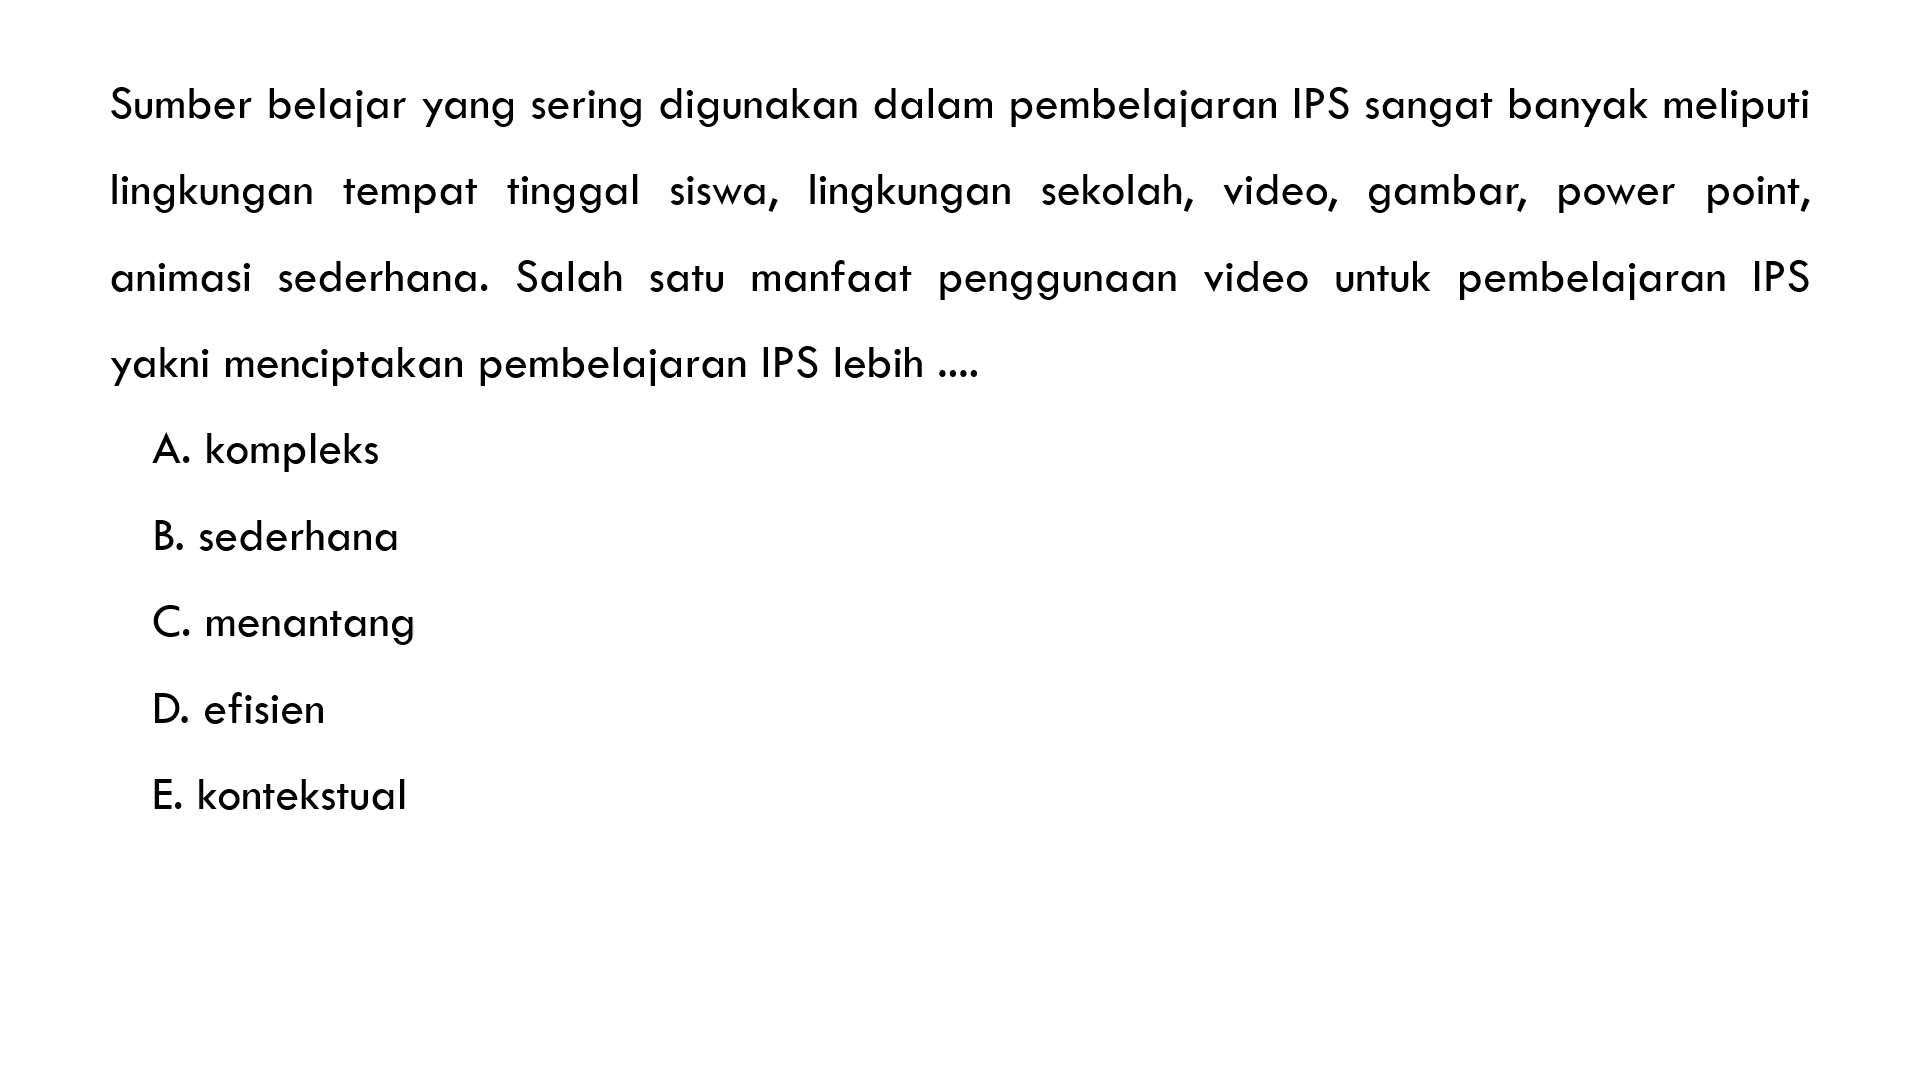 Sumber belajar yang sering digunakan dalam pembelajaran IPS sangat banyak meliputi
lingkungan tempat tinggal siswa, lingkungan sekolah, video, gambar, power point,
animasi sederhana. Salah satu manfaat penggunaan video untuk pembelajaran IPS
yakni menciptakan pembelajaran IPS lebih ....
A. kompleks
B. sederhana
C. menantang
D. efisien
E. kontekstual